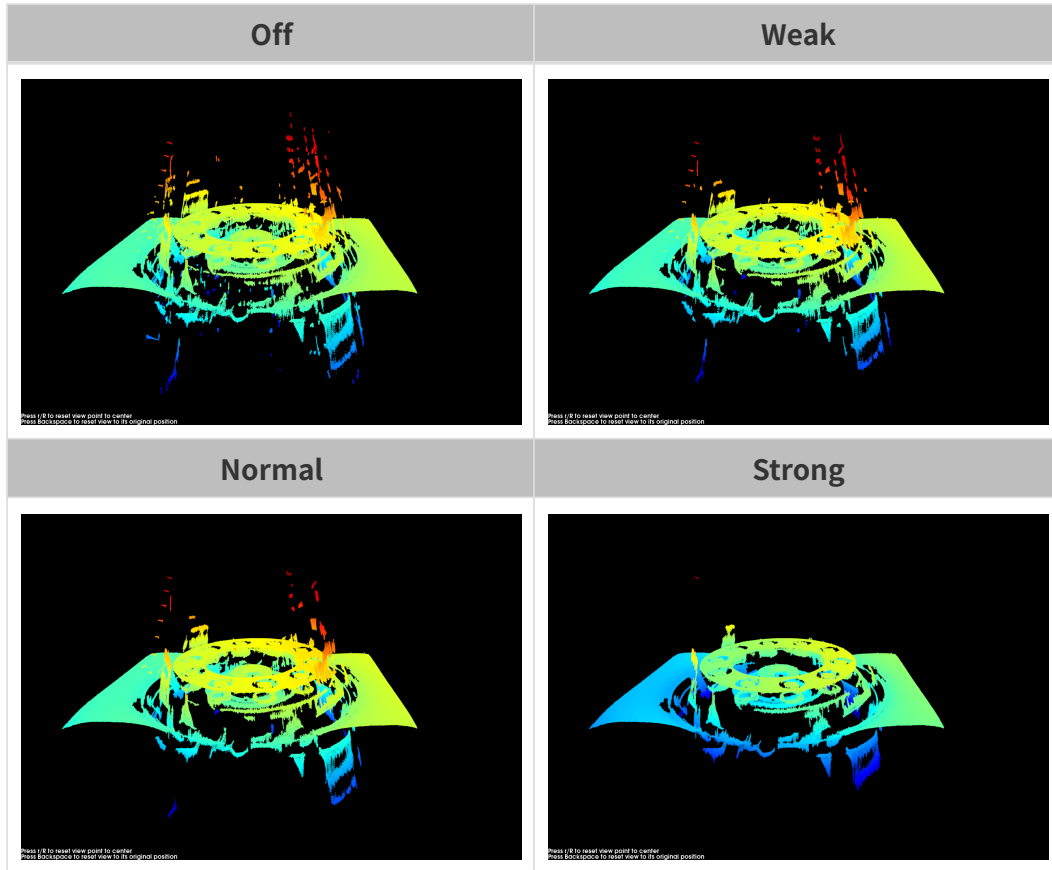 Off
Weak
Press r/R to reset view point to center
Press Backspace to reset view to its original position
Press r/R to reset view point to center
Press Backspace to reset view to its original position
Normal
Strong
Press r/R to reset view point to center
Press Backspace to reset view to its original position
Press r/R to reset view point to center
Press Backspace to reset view to its original position